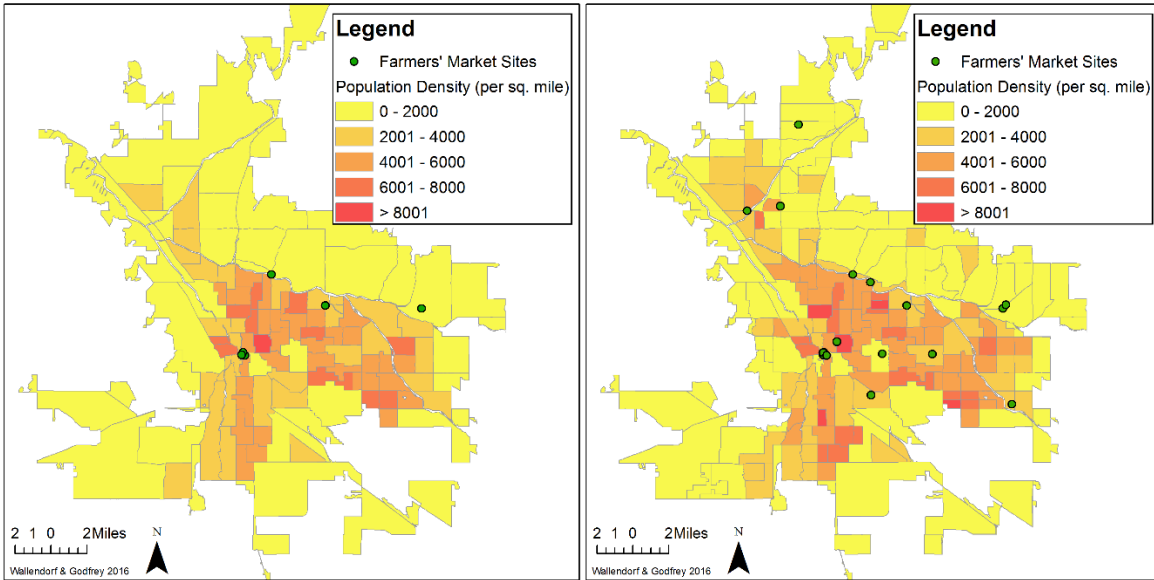 Legend
Farmers' Market Sites
Population Density (per sq. mile)
0 - 2000
2001 - 4000
4001 - 6000
6001 - 8000
> 8001
2 1 0 2Miles
N
Wallendorf & Godfrey 2016
Legend
Farmers' Market Sites
Population Density (per sq. mile)
0 - 2000
2001 - 4000
4001 - 6000
6001 - 8000
> 8001
2 1 0 2Miles
N
Wallendorf & Godfrey 2016